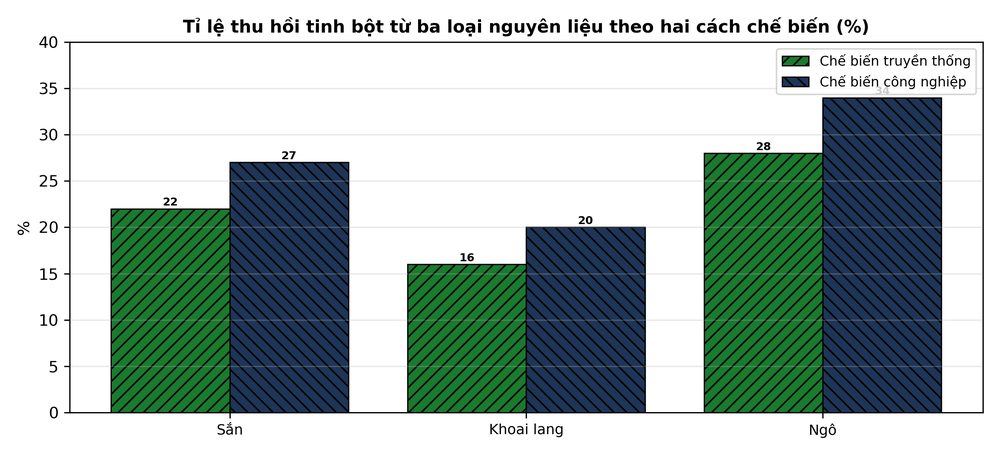 Tỉ lệ thu hồi tinh bột từ ba loại nguyên liệu theo hai cách chế biến (%)
Chế biến truyền thống
Chế biến công nghiệp
%
40
35
30
25
20
15
10
5
0
22
27
16
20
28
34
Sắn
Khoai lang
Ngô